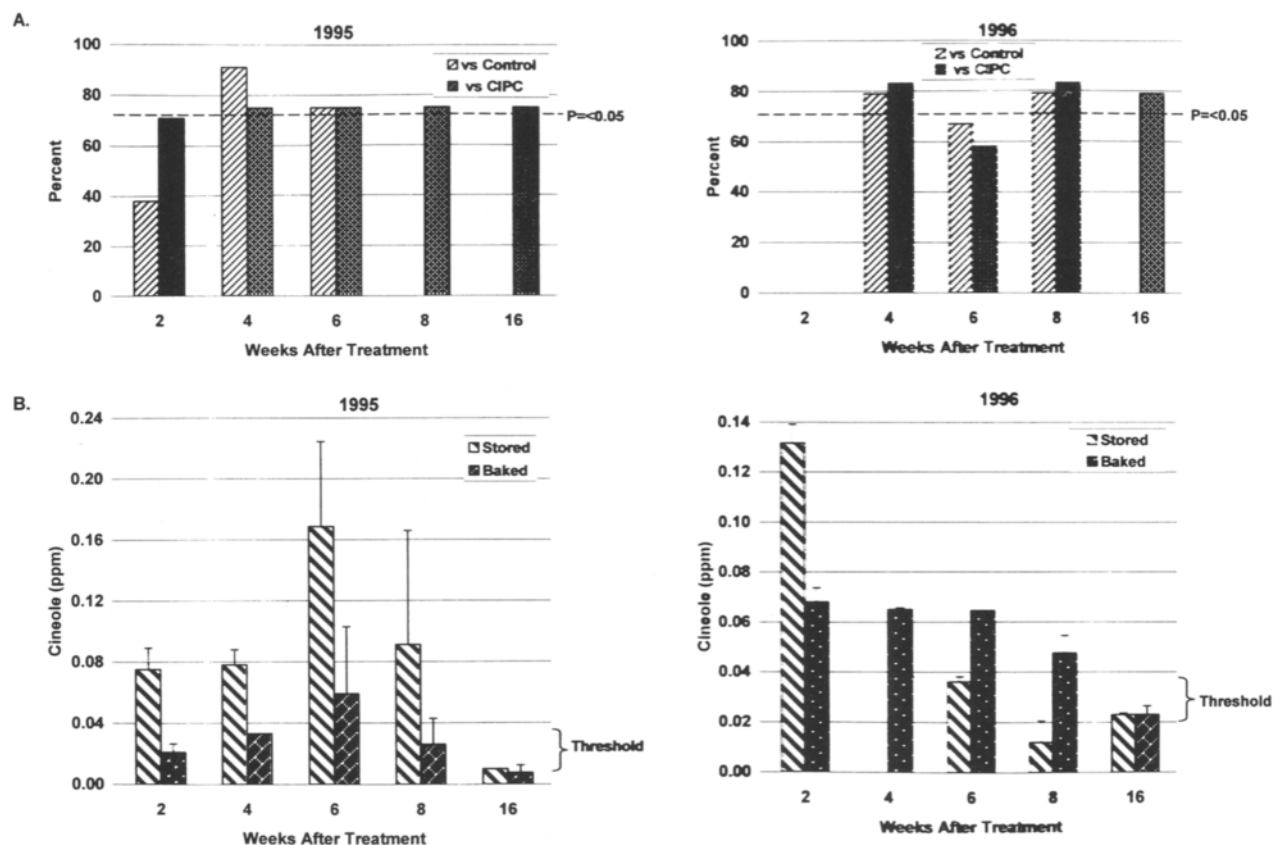 A.
1995
100
80
60
40
20
0
Percent
vs Control
vs CIPC
P=<0.05
2 4 6 8 16
Weeks After Treatment
1996
100
80
60
40
20
0
Percent
vs Control
vs CIPC
P=<0.05
2 4 6 8 16
Weeks After Treatment
B.
1995
0.24
0.20
0.16
0.12
0.08
0.04
0.00
Cineole (ppm)
Stored
Baked
Threshold
2 4 6 8 16
Weeks After Treatment
1996
0.14
0.12
0.10
0.08
0.06
0.04
0.02
0.00
Cineole (ppm)
Stored
Baked
Threshold
2 4 6 8 16
Weeks After Treatment